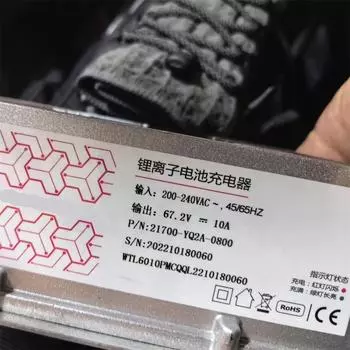 锂离子电池充电器
输入: 200-240VAC ~, 45/65HZ
输出: 67.2V ⎓ 10A
P/N: 21700-YQ2A-0800
S/N: 202210180060
WTL6010PMCQQL2210180060
指示灯状态
充电: 红灯闪烁
充满: 绿灯长亮
RoHS